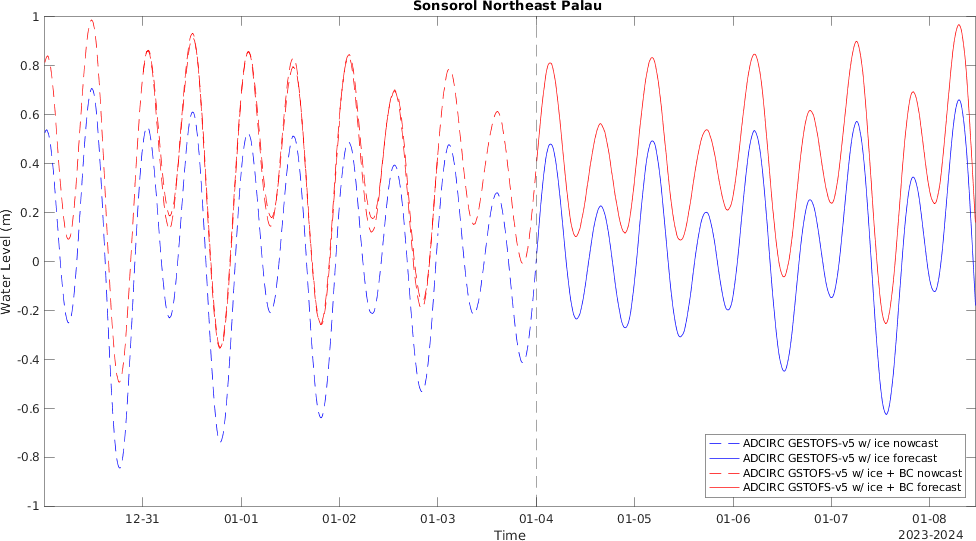 Sonsorol Northeast Palau
Water Level (m)
1
0.8
0.6
0.4
0.2
0
-0.2
-0.4
-0.6
-0.8
-1
ADCIRC GESTOFS-v5 w/ ice nowcast
ADCIRC GESTOFS-v5 w/ ice forecast
ADCIRC GSTOFS-v5 w/ ice + BC nowcast
ADCIRC GSTOFS-v5 w/ ice + BC forecast
12-31 01-01 01-02 01-03 01-04 01-05 01-06 01-07 01-08
Time
2023-2024